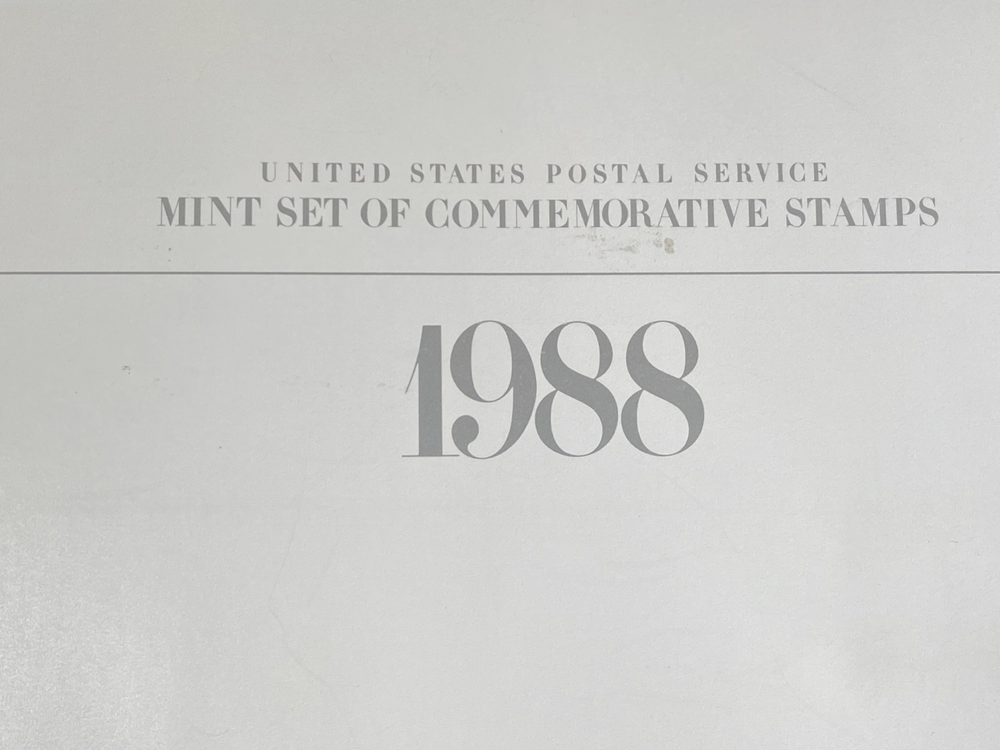 UNITED STATES POSTAL SERVICE
MINT SET OF COMMEMORATIVE STAMPS
1988